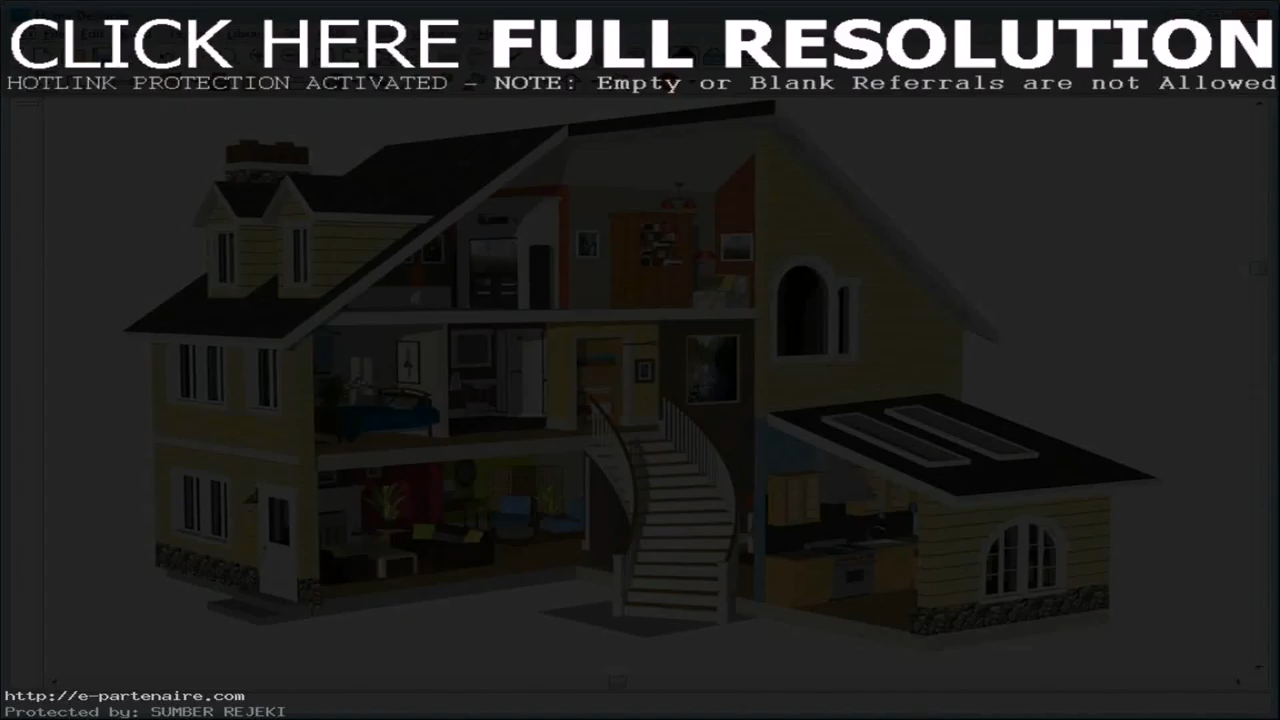 CLICK HERE FULL RESOLUTION
HOTLINK PROTECTION ACTIVATED - NOTE: Empty or Blank Referrals are not Allowed
http://e-partenaire.com
Protected by: SUMBER REJEKI